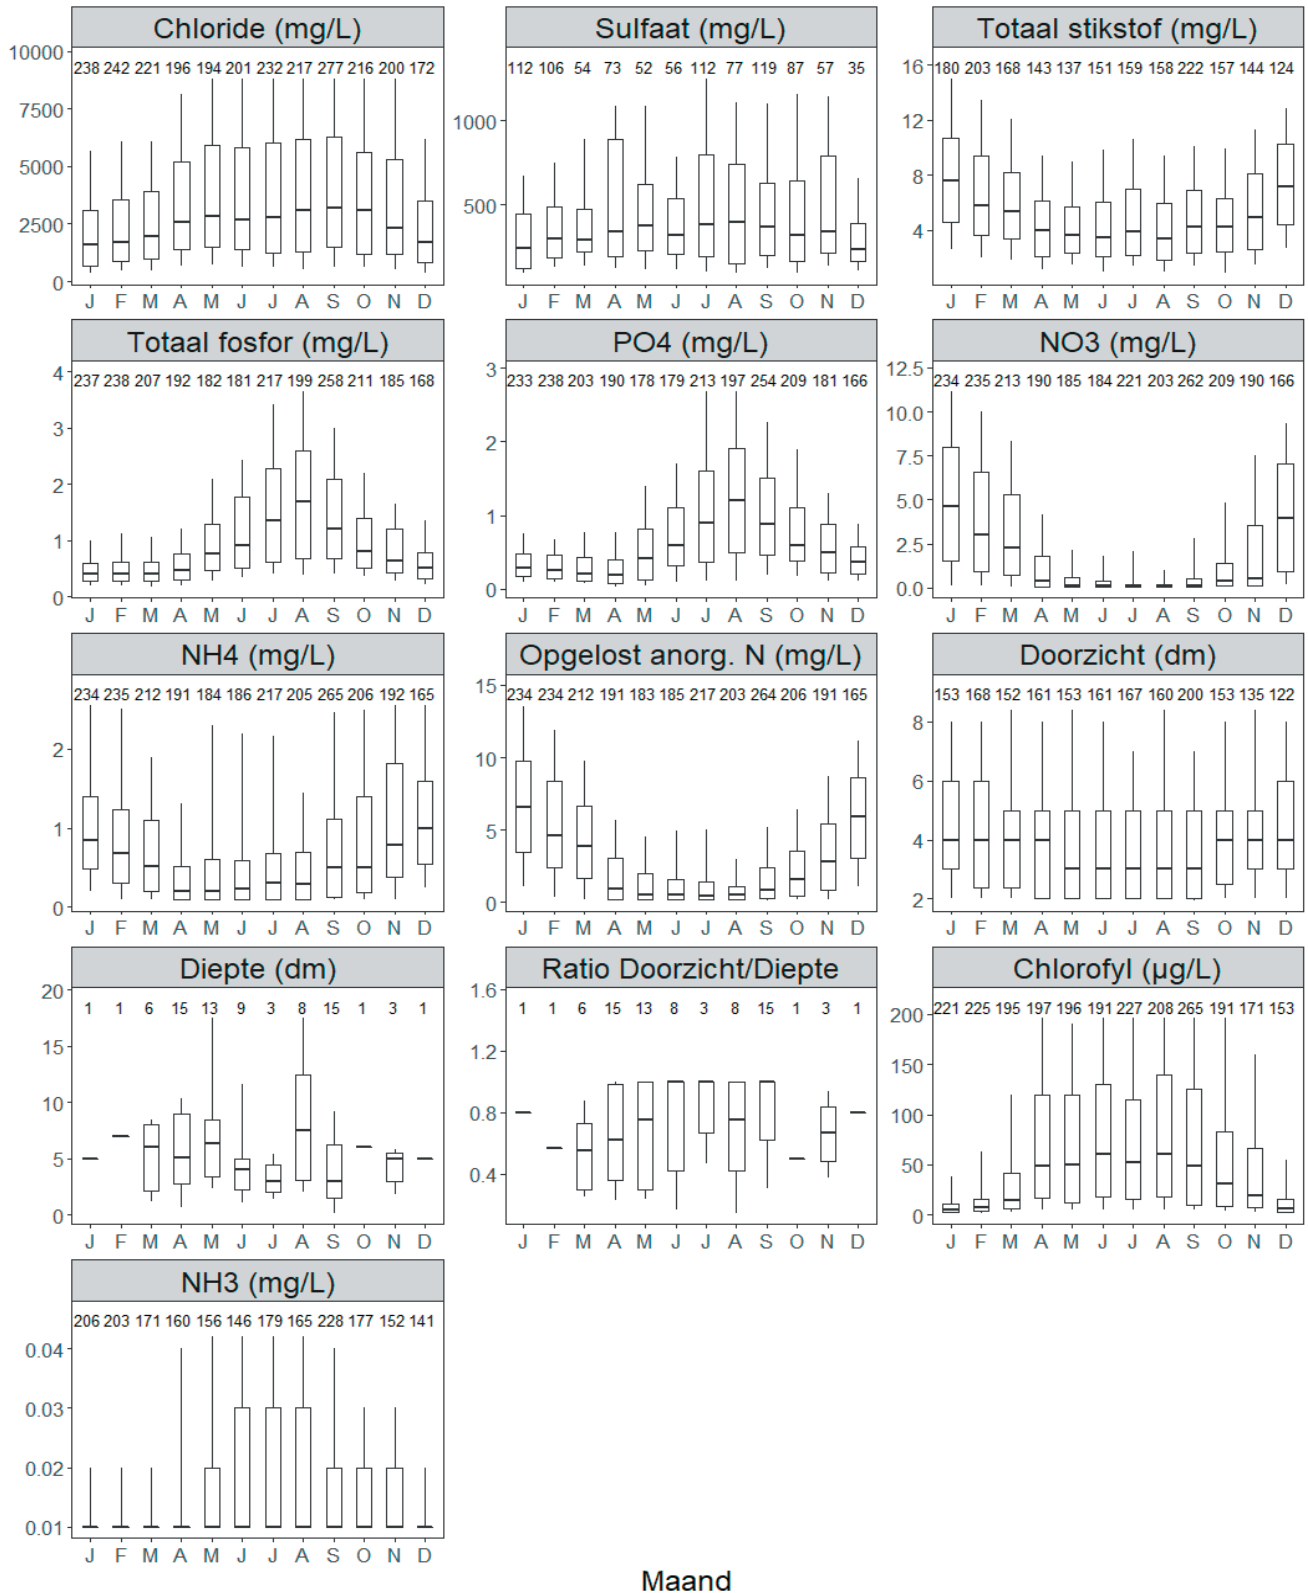 Chloride (mg/L)
10000
7500
5000
2500
0
238 242 221 196 194 201 232 217 277 216 200 172
J F M A M J J A S O N D
Sulfaat (mg/L)
1000
500
112 106 54 73 52 56 112 77 119 87 57 35
J F M A M J J A S O N D
Totaal stikstof (mg/L)
16
12
8
4
180 203 168 143 137 151 159 158 222 157 144 124
J F M A M J J A S O N D
Totaal fosfor (mg/L)
4
3
2
1
0
237 238 207 192 182 181 217 199 258 211 185 168
J F M A M J J A S O N D
PO4 (mg/L)
3
2
1
0
233 238 203 190 178 179 213 197 254 209 181 166
J F M A M J J A S O N D
NO3 (mg/L)
12.5
10.0
7.5
5.0
2.5
0.0
234 235 213 190 185 184 221 203 262 209 190 166
J F M A M J J A S O N D
NH4 (mg/L)
2
1
0
234 235 212 191 184 186 217 205 265 206 192 165
J F M A M J J A S O N D
Opgelost anorg. N (mg/L)
15
10
5
0
234 234 212 191 183 185 217 203 264 206 191 165
J F M A M J J A S O N D
Doorzicht (dm)
8
6
4
2
153 168 152 161 153 161 167 160 200 153 135 122
J F M A M J J A S O N D
Diepte (dm)
20
15
10
5
0
1 1 6 15 13 9 3 8 15 1 3 1
J F M A M J J A S O N D
Ratio Doorzicht/Diepte
1.6
1.2
0.8
0.4
1 1 6 15 13 8 3 8 15 1 3 1
J F M A M J J A S O N D
Chlorofyl (µg/L)
200
150
100
50
0
221 225 195 197 196 191 227 208 265 191 171 153
J F M A M J J A S O N D
NH3 (mg/L)
0.04
0.03
0.02
0.01
206 203 171 160 156 146 179 165 228 177 152 141
J F M A M J J A S O N D
Maand